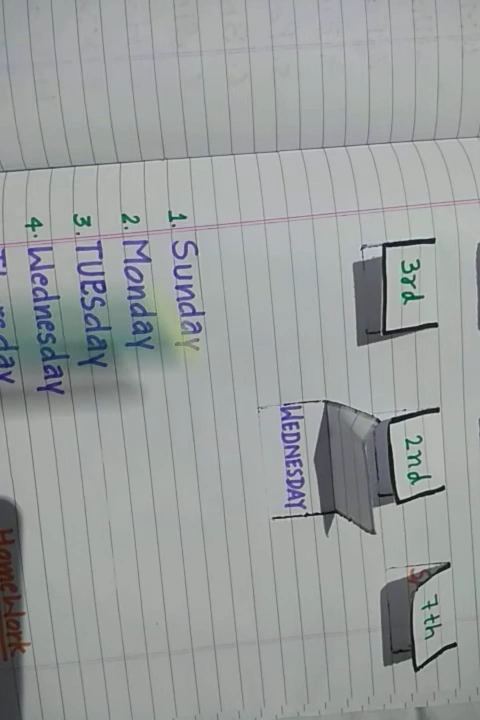 3rd 2nd 7th
WEDNESDAY
1. Sunday
2. Monday
3. TUESday
4. Wednesday
HomeWork